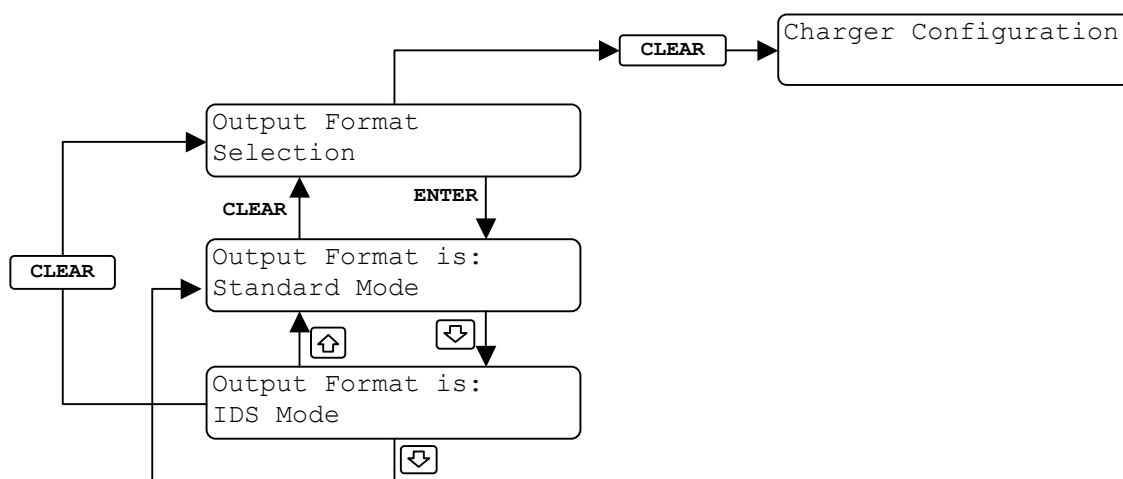 Charger Configuration
CLEAR
Output Format
Selection
CLEAR
ENTER
Output Format is:
Standard Mode
CLEAR
Output Format is:
IDS Mode